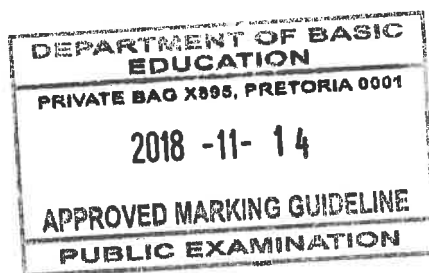 DEPARTMENT OF BASIC
EDUCATION
PRIVATE BAG X895, PRETORIA 0001
2018 -11- 14
APPROVED MARKING GUIDELINE
PUBLIC EXAMINATION